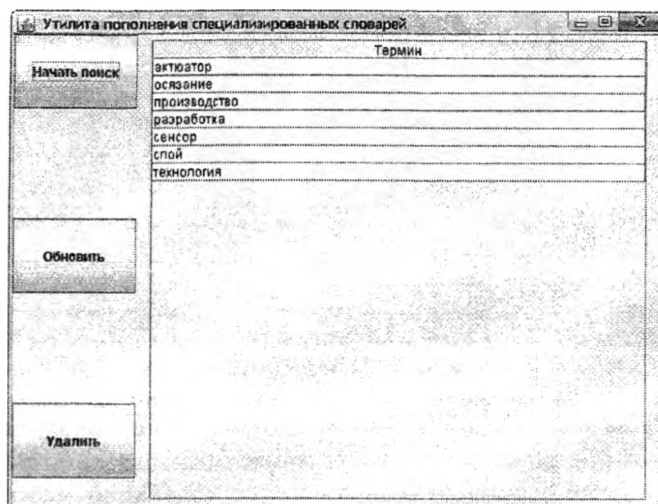 Утилита пополнения специализированных словарей
Начать поиск
Обновить
Удалить
Термин
актюатор
осязание
производство
разработка
сенсор
слой
технология